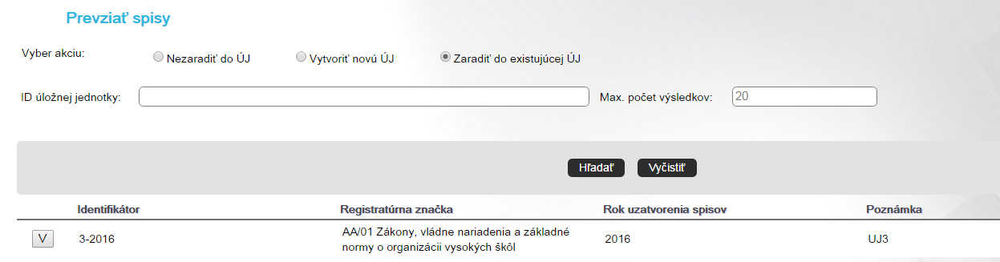 Prevziať spisy
Vyber akciu: Nezaradiť do ÚJ Vytvoriť novú ÚJ Zaradiť do existujúcej ÚJ
ID úložnej jednotky: Max. počet výsledkov: 20
Hľadať Vyčistiť
Identifikátor Registratúrna značka Rok uzatvorenia spisov Poznámka
V 3-2016 AA/01 Zákony, vládne nariadenia a základné 2016 UJ3
normy o organizácii vysokých škôl